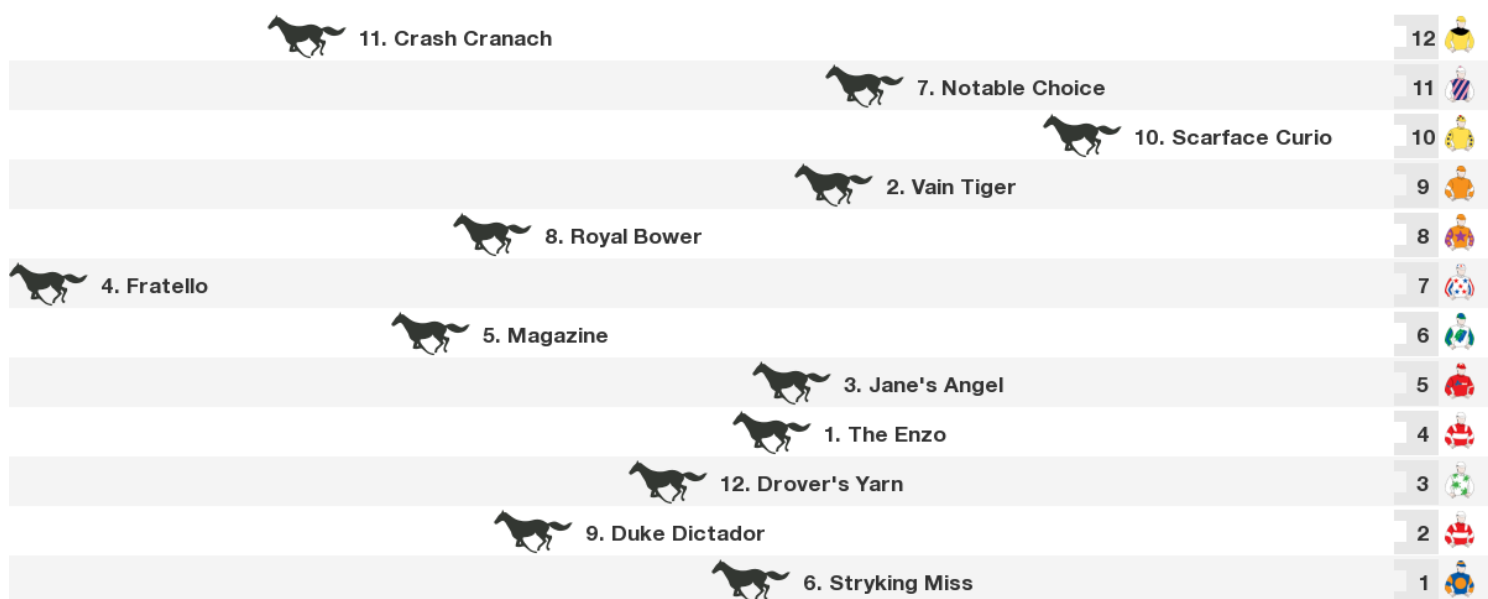 11. Crash Cranach 12
7. Notable Choice 11
10. Scarface Curio 10
2. Vain Tiger 9
8. Royal Bower 8
4. Fratello 7
5. Magazine 6
3. Jane's Angel 5
1. The Enzo 4
12. Drover's Yarn 3
9. Duke Dictador 2
6. Stryking Miss 1